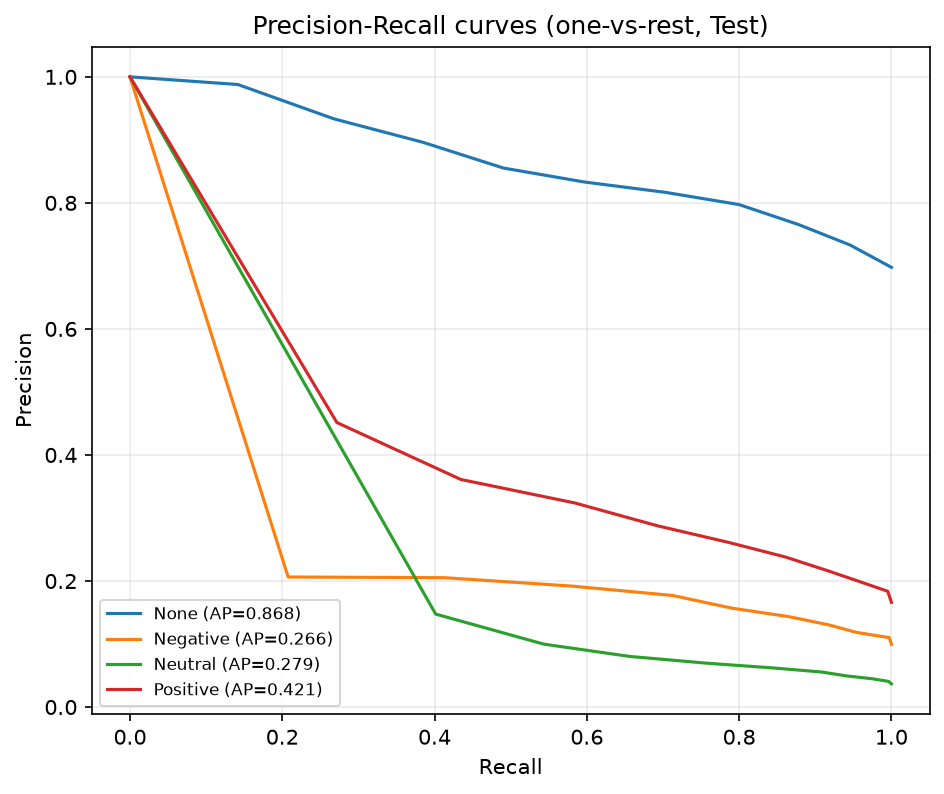 Precision-Recall curves (one-vs-rest, Test)
1.0
0.8
0.6
0.4
0.2
0.0
Precision
None (AP=0.868)
Negative (AP=0.266)
Neutral (AP=0.279)
Positive (AP=0.421)
0.0 0.2 0.4 0.6 0.8 1.0
Recall